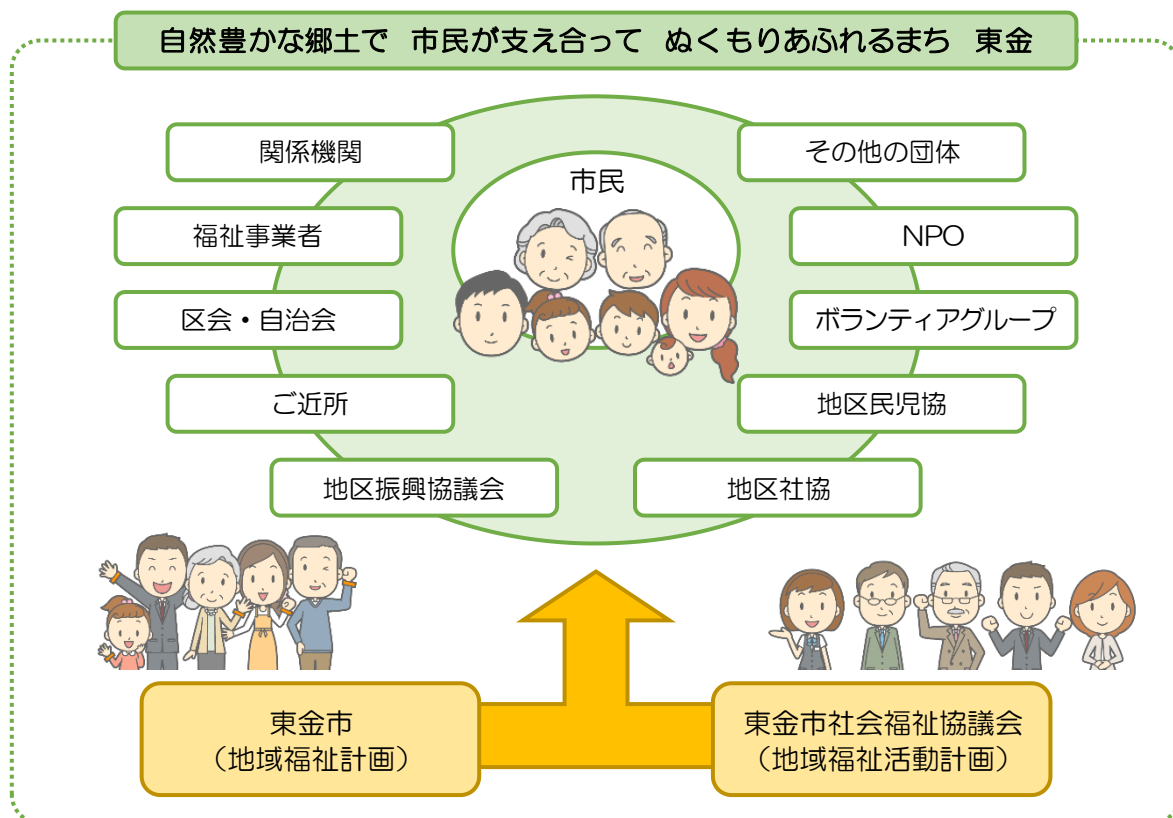 自然豊かな郷土で 市民が支え合って ぬくもりあふれるまち 東金
関係機関
その他の団体
市民
福祉事業者
NPO
区会・自治会
ボランティアグループ
ご近所
地区民児協
地区振興協議会
地区社協
東金市
(地域福祉計画)
東金市社会福祉協議会
(地域福祉活動計画)